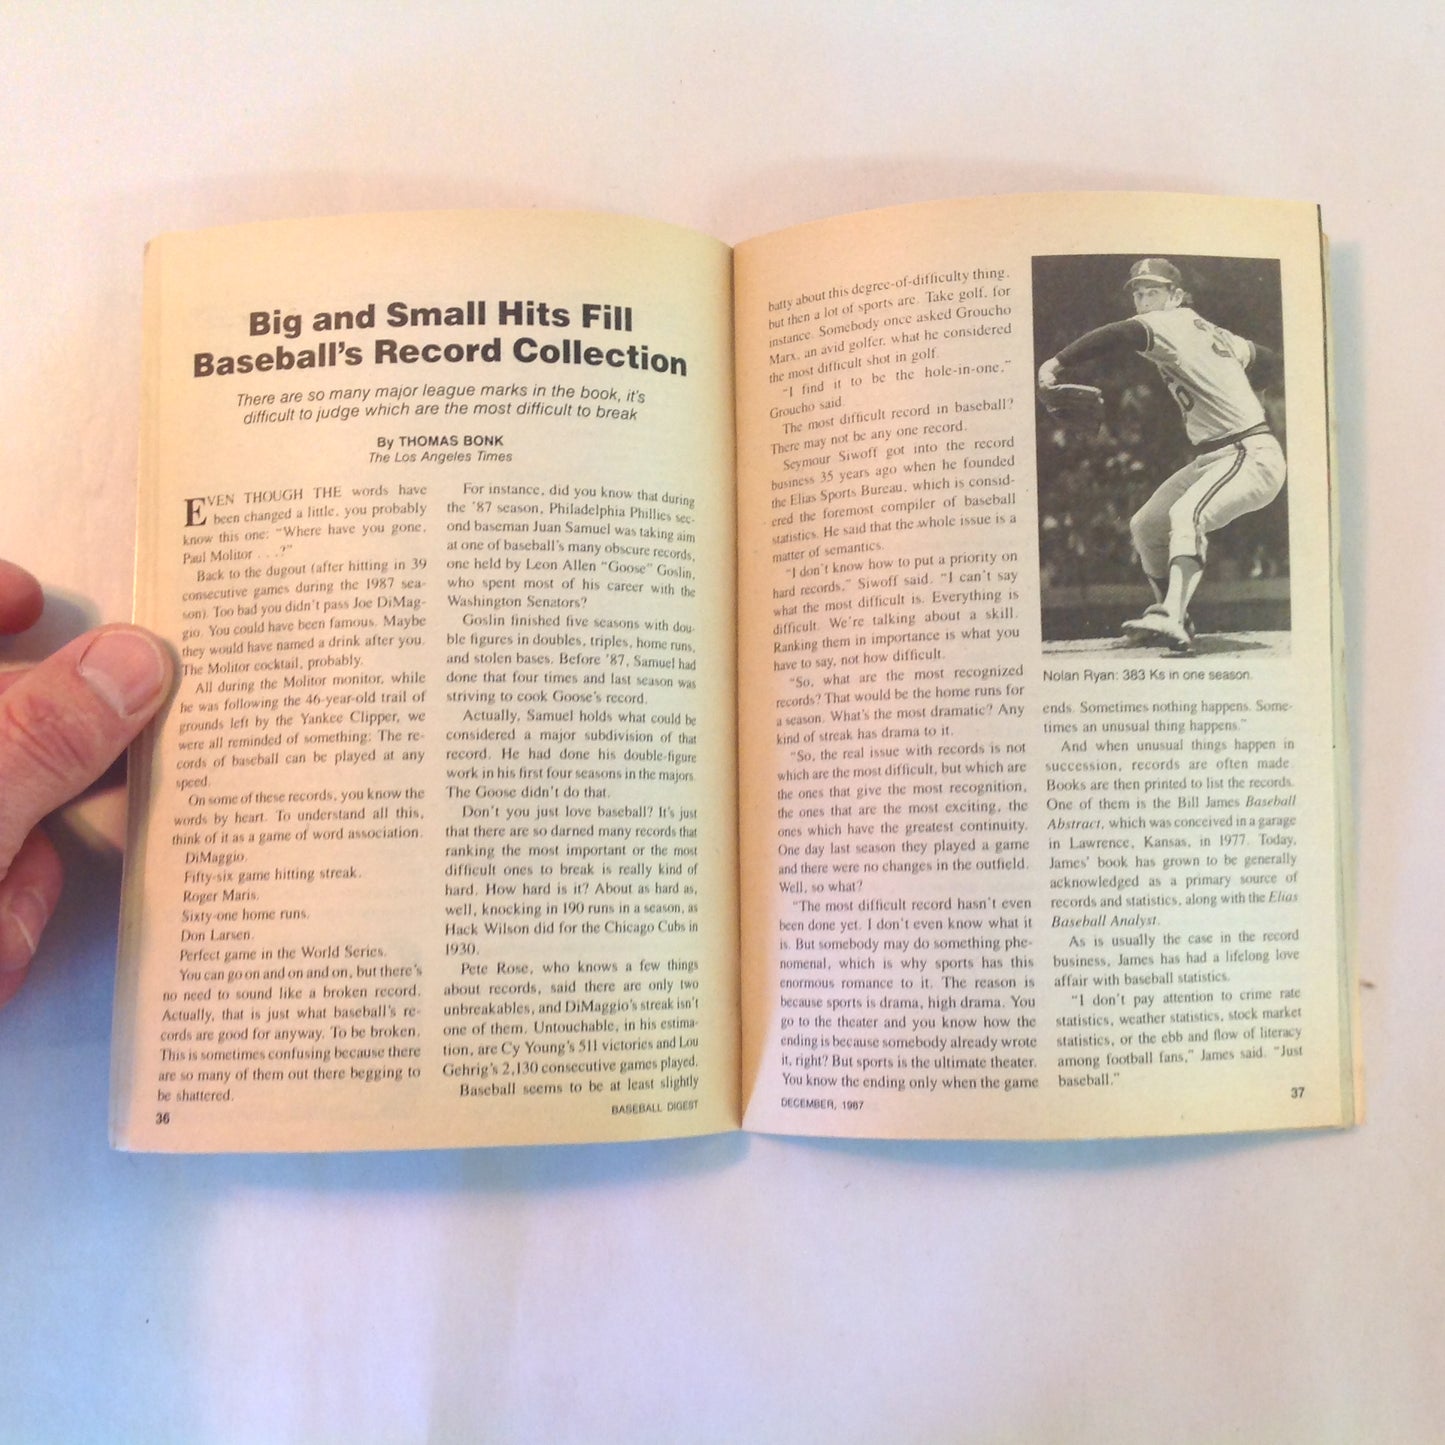 Big and Small Hits Fill
Baseball's Record Collection
There are so many major league marks in the book, it's
difficult to judge which are the most difficult to break
By THOMAS BONK
The Los Angeles Times
EVEN THOUGH THE words have
been changed a little, you probably
know this one: "Where have you gone,
Paul Molitor . . .?"
Back to the dugout (after hitting in 39
consecutive games during the 1987 sea-
son). Too bad you didn't pass Joe DiMag-
gio. You could have been famous. Maybe
they would have named a drink after you.
The Molitor cocktail, probably.
All during the Molitor monitor, while
he was following the 46-year-old trail of
grounds left by the Yankee Clipper, we
were all reminded of something: The re-
cords of baseball can be played at any
speed.
On some of these records, you know the
words by heart. To understand all this,
think of it as a game of word association.
DiMaggio.
Fifty-six game hitting streak.
Roger Maris.
Sixty-one home runs.
Don Larsen.
Perfect game in the World Series.
You can go on and on and on, but there's
no need to sound like a broken record.
Actually, that is just what baseball's re-
cords are good for anyway. To be broken.
This is sometimes confusing because there
are so many of them out there begging to
be shattered.
36
For instance, did you know that during
the '87 season, Philadelphia Phillies sec-
ond baseman Juan Samuel was taking aim
at one of baseball's many obscure records,
one held by Leon Allen "Goose" Goslin,
who spent most of his career with the
Washington Senators?
Goslin finished five seasons with dou-
ble figures in doubles, triples, home runs,
and stolen bases. Before '87, Samuel had
done that four times and last season was
striving to cook Goose's record.
Actually, Samuel holds what could be
considered a major subdivision of that
record. He had done his double-figure
work in his first four seasons in the majors.
The Goose didn't do that.
Don't you just love baseball? It's just
that there are so darned many records that
ranking the most important or the most
difficult ones to break is really kind of
hard. How hard is it? About as hard as,
well, knocking in 190 runs in a season, as
Hack Wilson did for the Chicago Cubs in
1930.
Pete Rose, who knows a few things
about records, said there are only two
unbreakables, and DiMaggio's streak isn't
one of them. Untouchable, in his estima-
tion, are Cy Young's 511 victories and Lou
Gehrig's 2,130 consecutive games played.
Baseball seems to be at least slightly
BASEBALL DIGEST
batty about this degree-of-difficulty thing,
but then a lot of sports are. Take golf, for
instance. Somebody once asked Groucho
Marx, an avid golfer, what he considered
the most difficult shot in golf.
"I find it to be the hole-in-one,"
Groucho said.
The most difficult record in baseball?
There may not be any one record.
Seymour Siwoff got into the record
business 35 years ago when he founded
the Elias Sports Bureau, which is consid-
ered the foremost compiler of baseball
statistics. He said that the whole issue is a
matter of semantics.
"I don't know how to put a priority on
hard records," Siwoff said. "I can't say
what the most difficult is. Everything is
difficult. We're talking about a skill.
Ranking them in importance is what you
have to say, not how difficult.
"So, what are the most recognized
records? That would be the home runs for
a season. What's the most dramatic? Any
kind of streak has drama to it.
"So, the real issue with records is not
which are the most difficult, but which are
the ones that give the most recognition,
the ones that are the most exciting, the
ones which have the greatest continuity.
One day last season they played a game
and there were no changes in the outfield.
Well, so what?
"The most difficult record hasn't even
been done yet. I don't even know what it
is. But somebody may do something phe-
nomenal, which is why sports has this
enormous romance to it. The reason is
because sports is drama, high drama. You
go to the theater and you know how the
ending is because somebody already wrote
it, right? But sports is the ultimate theater.
You know the ending only when the game
DECEMBER, 1987
A
Nolan Ryan: 383 Ks in one season.
ends. Sometimes nothing happens. Some-
times an unusual thing happens."
And when unusual things happen in
succession, records are often made.
Books are then printed to list the records.
One of them is the Bill James Baseball
Abstract, which was conceived in a garage
in Lawrence, Kansas, in 1977. Today,
James' book has grown to be generally
acknowledged as a primary source of
records and statistics, along with the Elias
Baseball Analyst.
As is usually the case in the record
business, James has had a lifelong love
affair with baseball statistics.
"I don't pay attention to crime rate
statistics, weather statistics, stock market
statistics, or the ebb and flow of literacy
among football fans," James said. "Just
baseball."
37